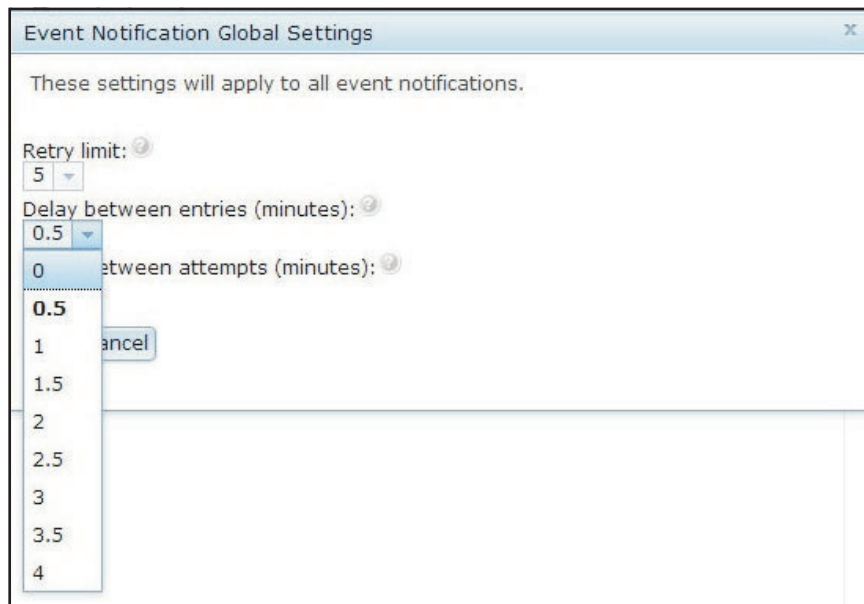 Event Notification Global Settings x
These settings will apply to all event notifications.
Retry limit: ?
5
Delay between entries (minutes): ?
0.5
0 etween attempts (minutes): ?
0.5
1 ancel
1.5
2
2.5
3
3.5
4